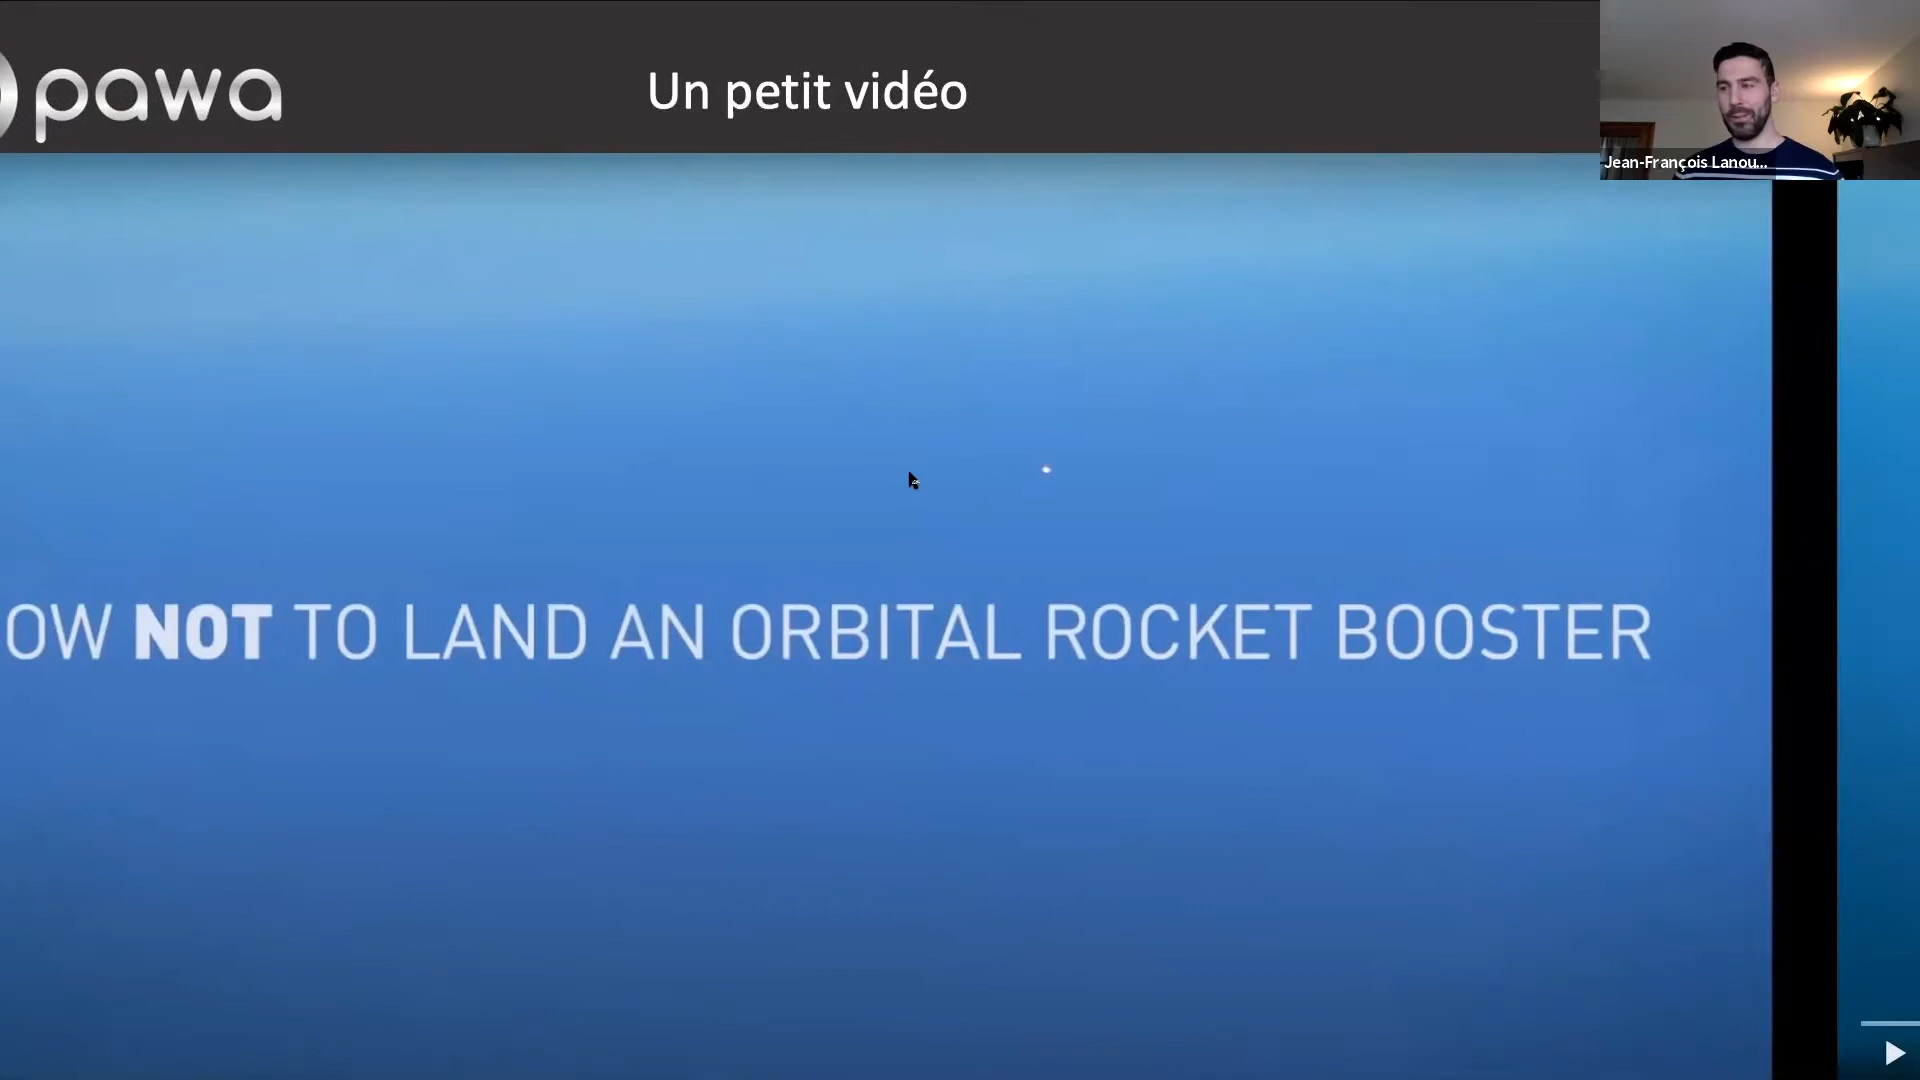 pawa
Un petit vidéo
Jean-François Lanou...
OW NOT TO LAND AN ORBITAL ROCKET BOOSTER